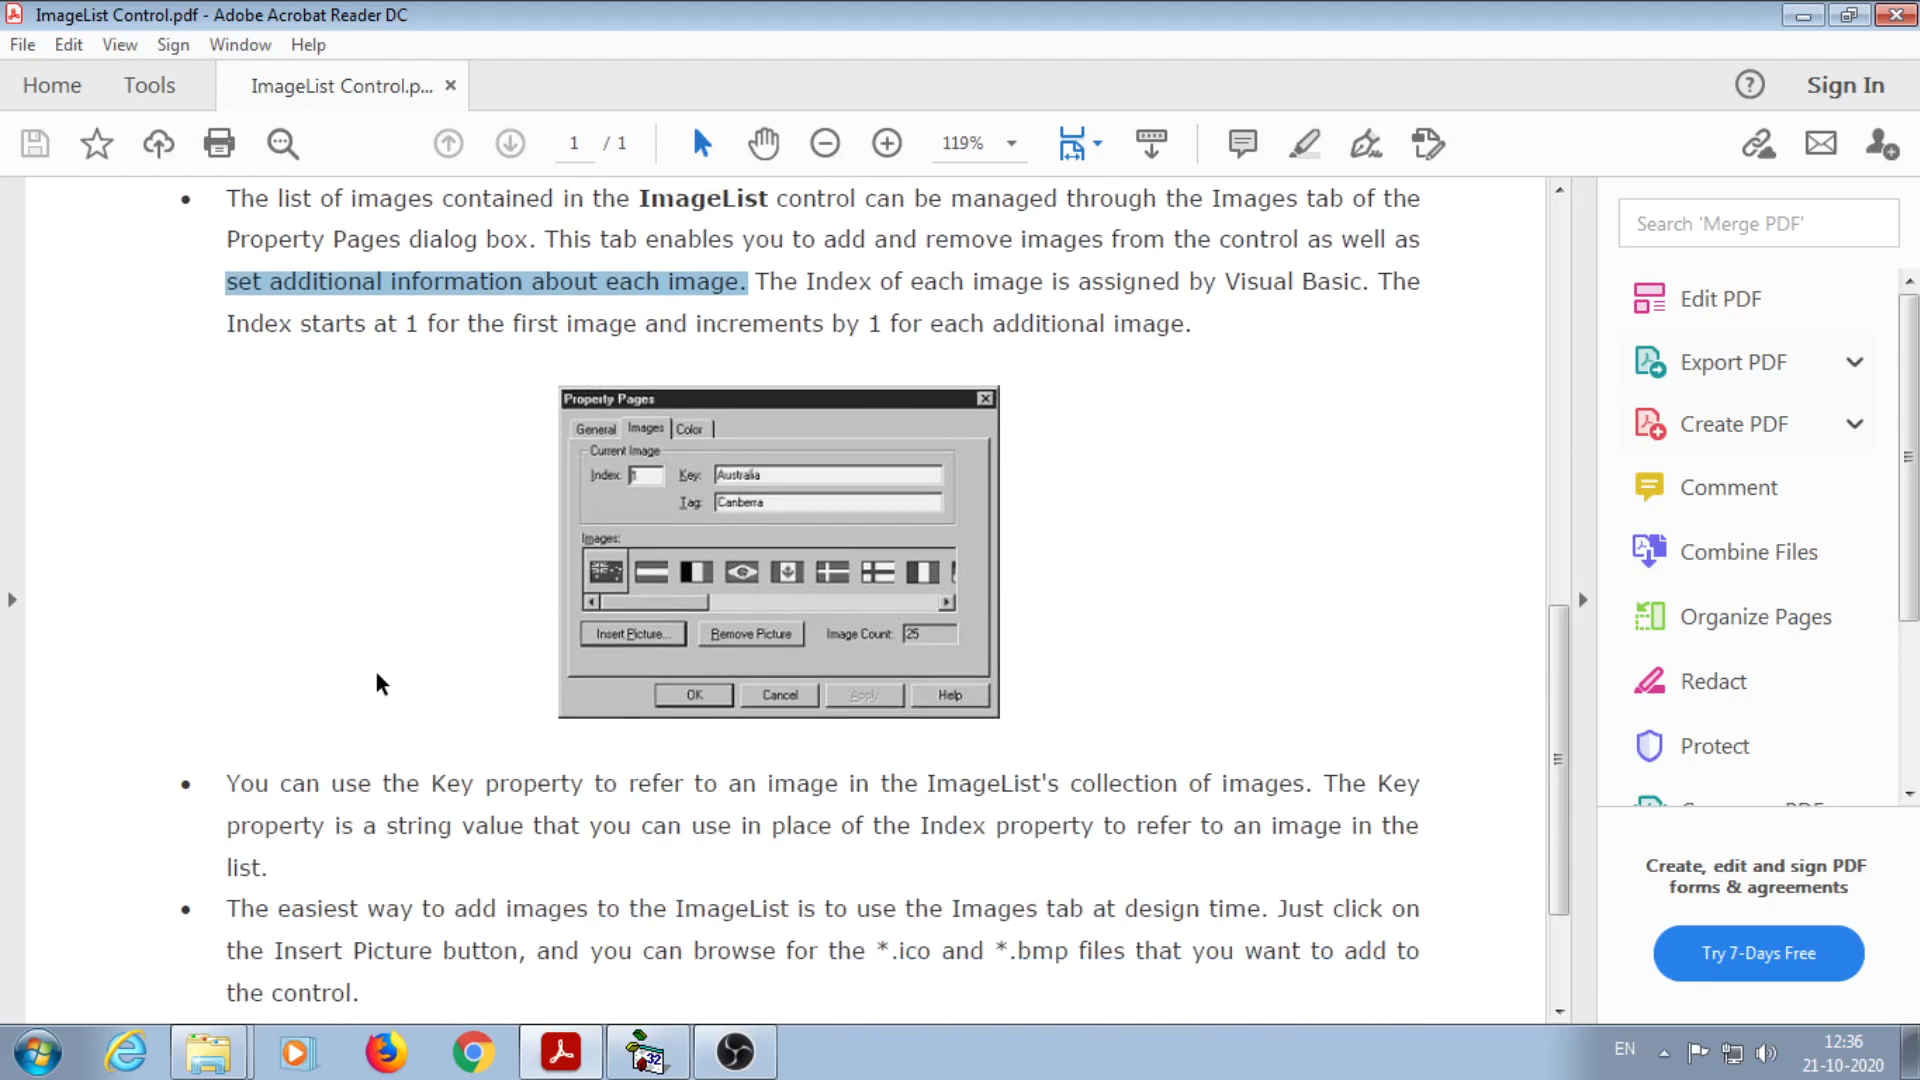 ImageList Control.pdf - Adobe Acrobat Reader DC
File Edit View Sign Window Help
Home Tools ImageList Control.p... ×
Sign In
1 / 1 119%
• The list of images contained in the ImageList control can be managed through the Images tab of the
Property Pages dialog box. This tab enables you to add and remove images from the control as well as
set additional information about each image. The Index of each image is assigned by Visual Basic. The
Index starts at 1 for the first image and increments by 1 for each additional image.
Property Pages
General Images Color
Current Image
Index: 1 Key: Australia
Tag: Canberra
Images:
Insert Picture... Remove Picture Image Count: 25
OK Cancel Apply Help
• You can use the Key property to refer to an image in the ImageList's collection of images. The Key
property is a string value that you can use in place of the Index property to refer to an image in the
list.
• The easiest way to add images to the ImageList is to use the Images tab at design time. Just click on
the Insert Picture button, and you can browse for the *.ico and *.bmp files that you want to add to
the control.
Search 'Merge PDF'
Edit PDF
Export PDF
Create PDF
Comment
Combine Files
Organize Pages
Redact
Protect
Create, edit and sign PDF
forms & agreements
Try 7-Days Free
32
EN
12:36
21-10-2020